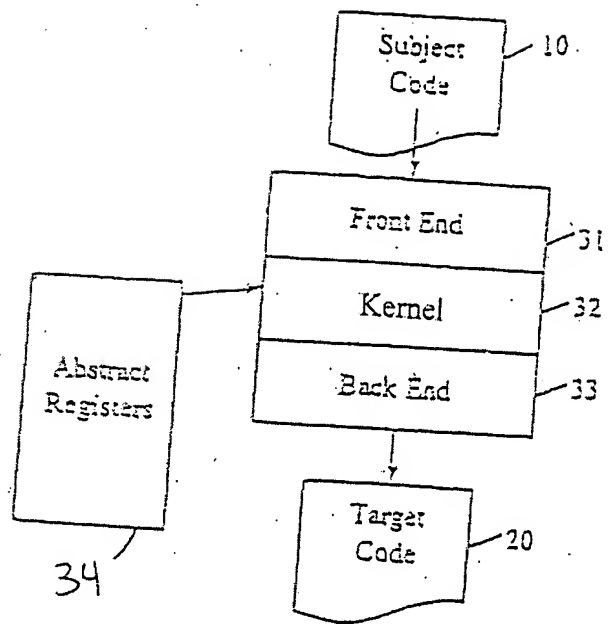 Subject
Code
10
Front End
31
Kernel
32
Abstract
Registers
Back End
33
34
Target
Code
20